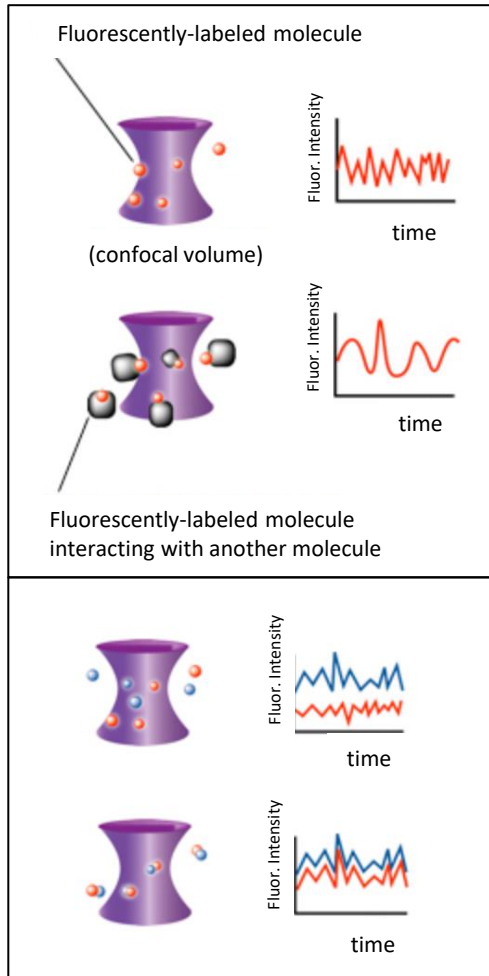 Fluorescently-labeled molecule
Fluor. Intensity
time
(confocal volume)
Fluor. Intensity
time
Fluorescently-labeled molecule
interacting with another molecule
Fluor. Intensity
time
Fluor. Intensity
time